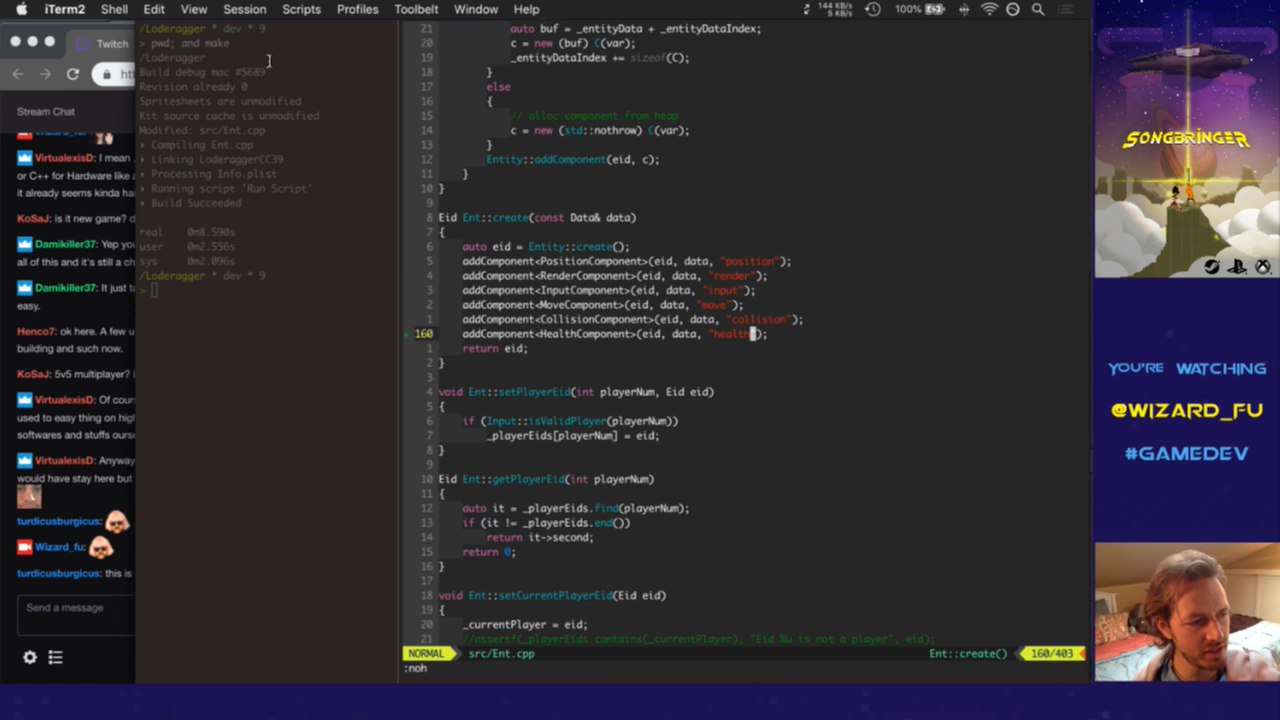 iTerm2 Shell Edit View Session Scripts Profiles Toolbelt Window Help
144 KB/s
5 KB/s
100%
Twitch
Stream Chat
VirtualexisD: I mean
or C++ for Hardware like
it already seems kinda ha
KoSaJ: is it new game? d
Damikiller37: Yep you
all of this and it's still a ch
Damikiller37: It just ta
easy.
Henco7: ok here. A few u
building and such now.
KoSaJ: 5v5 multiplayer? i
VirtualexisD: Of cours
used to easy thing on high
softwares and stuffs ourse
VirtualexisD: Anyway
would have stay here but
turdicusburgicus:
Wizard_fu:
turdicusburgicus: this is
Send a message
/Loderagger * dev * 9
> pwd; and make
/Loderagger
Build debug mac #5689
Revision already 0
Spritesheets are unmodified
Kit source cache is unmodified
Modified: src/Ent.cpp
Compiling Ent.cpp
Linking LoderaggerCC39
Processing Info.plist
Running script 'Run Script'
Build Succeeded
real 0m3.590s
user 0m2.556s
sys 0m2.096s
/Loderagger * dev * 9
>
21 auto buf = _entityData + _entityDataIndex;
20 c = new (buf) C(var);
19 _entityDataIndex += sizeof(C);
18 }
17 else
16 {
15 // alloc component from heap
14 c = new (std::nothrow) C(var);
13 }
12 Entity::addComponent(eid, c);
11 }
10 }
9
8 Eid Ent::create(const Data& data)
7 {
6 auto eid = Entity::create();
5 addComponent<PositionComponent>(eid, data, "position");
4 addComponent<RenderComponent>(eid, data, "render");
3 addComponent<InputComponent>(eid, data, "input");
2 addComponent<MoveComponent>(eid, data, "move");
1 addComponent<CollisionComponent>(eid, data, "collision");
160 addComponent<HealthComponent>(eid, data, "health");
1 return eid;
2 }
3
4 void Ent::setPlayerEid(int playerNum, Eid eid)
5 {
6 if (Input::isValidPlayer(playerNum))
7 _playerEids[playerNum] = eid;
8 }
9
10 Eid Ent::getPlayerEid(int playerNum)
11 {
12 auto it = _playerEids.find(playerNum);
13 if (it != _playerEids.end())
14 return it->second;
15 return 0;
16 }
17
18 void Ent::setCurrentPlayerEid(Eid eid)
19 {
20 _currentPlayer = eid;
21 //assertf(_playerEids.contains(_currentPlayer), "Eid %u is not a player", eid);
NORMAL src/Ent.cpp Ent::create() 160/403
:noh
SONGBRINGER
YOU'RE WATCHING
@WIZARD_FU
#GAMEDEV